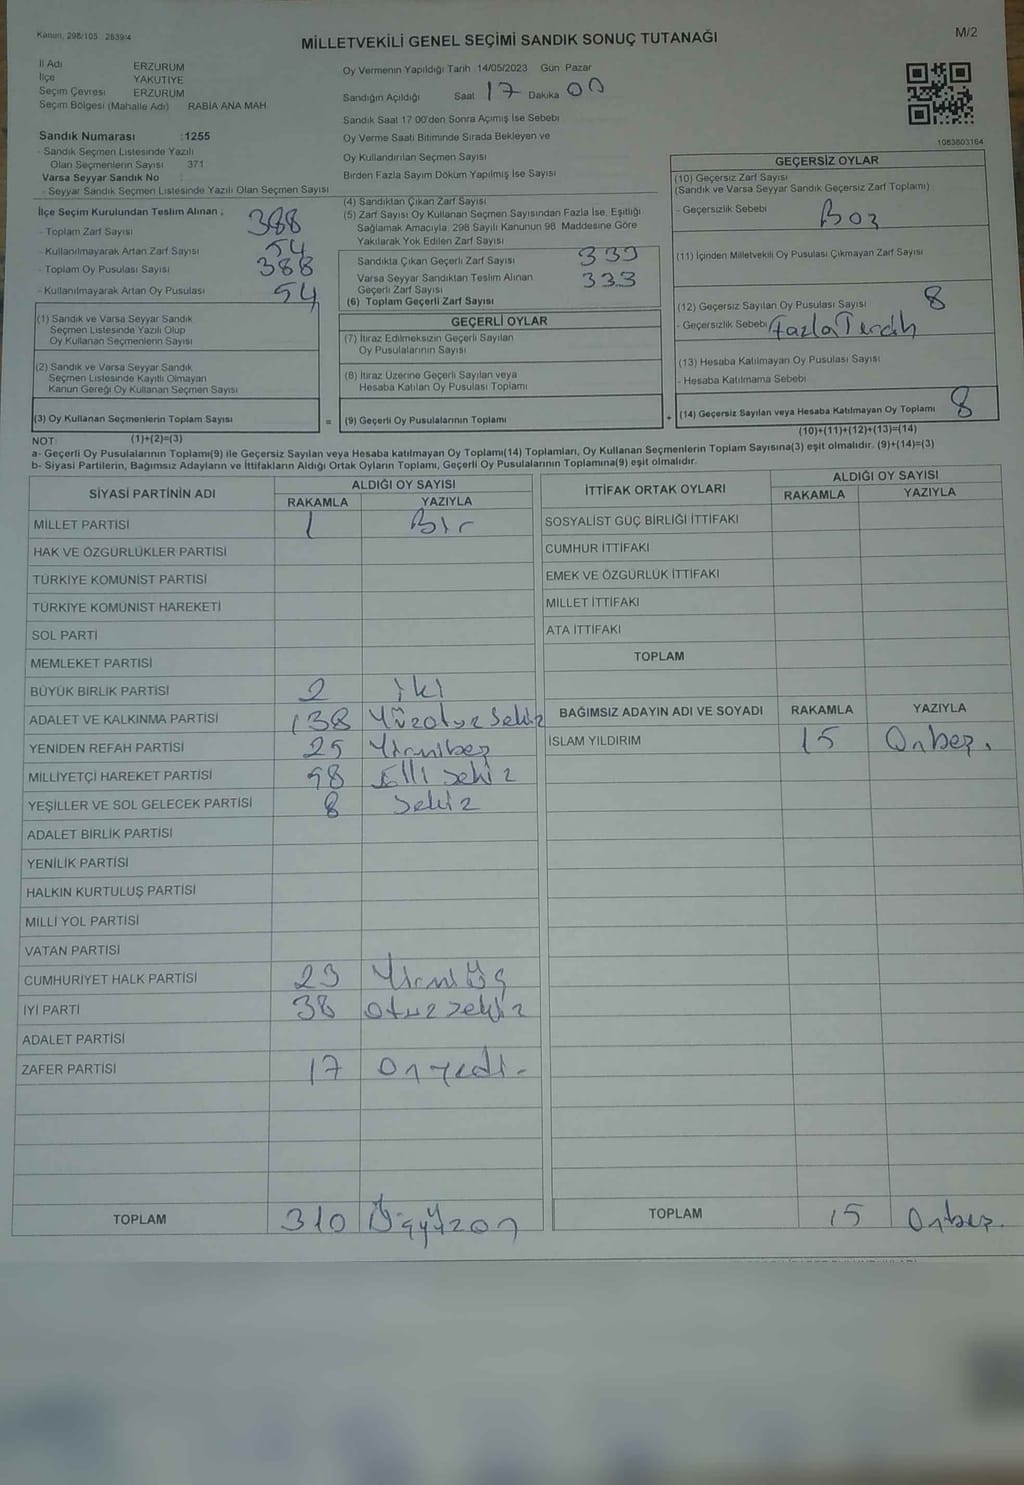 Kanun, 298/105 2839/4
MİLLETVEKİLİ GENEL SEÇİMİ SANDIK SONUÇ TUTANAĞI
M/2
İl Adı ERZURUM
İlçe YAKUTİYE
Seçim Çevresi ERZURUM
Seçim Bölgesi (Mahalle Adı) RABİA ANA MAH.
Sandık Numarası :1255
- Sandık Seçmen Listesinde Yazılı
Olan Seçmenlerin Sayısı 371
Varsa Seyyar Sandık No :
- Seyyar Sandık Seçmen Listesinde Yazılı Olan Seçmen Sayısı
Oy Vermenin Yapıldığı Tarih :14/05/2023 Gün Pazar
Sandığın Açıldığı Saat 17 Dakika 00
Sandık Saat 17:00'den Sonra Açımış İse Sebebi
Oy Verme Saati Bitiminde Sırada Bekleyen ve
Oy Kullandırılan Seçmen Sayısı
Birden Fazla Sayım Döküm Yapılmış İse Sayısı
1083803164
İlçe Seçim Kurulundan Teslim Alınan ;
- Toplam Zarf Sayısı 388
- Kullanılmayarak Artan Zarf Sayısı 54
- Toplam Oy Pusulası Sayısı 388
- Kullanılmayarak Artan Oy Pusulası 54
(4) Sandıktan Çıkan Zarf Sayısı
(5) Zarf Sayısı Oy Kullanan Seçmen Sayısından Fazla İse, Eşitliği
Sağlamak Amacıyla, 298 Sayılı Kanunun 98. Maddesine Göre
Yakılarak Yok Edilen Zarf Sayısı
Sandıkta Çıkan Geçerli Zarf Sayısı 333
Varsa Seyyar Sandıktan Teslim Alınan
Geçerli Zarf Sayısı 333
(6) Toplam Geçerli Zarf Sayısı
GEÇERSİZ OYLAR
(10) Geçersiz Zarf Sayısı
(Sandık ve Varsa Seyyar Sandık Geçersiz Zarf Toplamı)
- Geçersizlik Sebebi Boz
(11) İçinden Milletvekili Oy Pusulası Çıkmayan Zarf Sayısı
(12) Geçersiz Sayılan Oy Pusulası Sayısı 8
- Geçersizlik Sebebi Fazla Tercih
(13) Hesaba Katılmayan Oy Pusulası Sayısı
- Hesaba Katılmama Sebebi
(14) Geçersiz Sayılan veya Hesaba Katılmayan Oy Toplamı 8
(10)+(11)+(12)+(13)=(14)
(1) Sandık ve Varsa Seyyar Sandık
Seçmen Listesinde Yazılı Olup
Oy Kullanan Seçmenlerin Sayısı
(2) Sandık ve Varsa Seyyar Sandık
Seçmen Listesinde Kayıtlı Olmayan
Kanun Gereği Oy Kullanan Seçmen Sayısı
(3) Oy Kullanan Seçmenlerin Toplam Sayısı =
GEÇERLİ OYLAR
(7) İtiraz Edilmeksizin Geçerli Sayılan
Oy Pusulalarının Sayısı
(8) İtiraz Üzerine Geçerli Sayılan veya
Hesaba Katılan Oy Pusulası Toplamı
(9) Geçerli Oy Pusulalarının Toplamı +
NOT: (1)+(2)=(3)
a- Geçerli Oy Pusulalarının Toplamı(9) ile Geçersiz Sayılan veya Hesaba katılmayan Oy Toplamı(14) Toplamları, Oy Kullanan Seçmenlerin Toplam Sayısına(3) eşit olmalıdır. (9)+(14)=(3)
b- Siyasi Partilerin, Bağımsız Adayların ve İttifakların Aldığı Ortak Oyların Toplamı, Geçerli Oy Pusulalarının Toplamına(9) eşit olmalıdır.
SİYASİ PARTİNİN ADI ALDIĞI OY SAYISI
RAKAMLA YAZIYLA
MİLLET PARTİSİ 1 Bir
HAK VE ÖZGÜRLÜKLER PARTİSİ
TÜRKİYE KOMÜNİST PARTİSİ
TÜRKİYE KOMÜNİST HAREKETİ
SOL PARTİ
MEMLEKET PARTİSİ
BÜYÜK BİRLİK PARTİSİ 2 iki
ADALET VE KALKINMA PARTİSİ 138 Yüzotuzsekiz
YENİDEN REFAH PARTİSİ 25 Yirmibeş
MİLLİYETÇİ HAREKET PARTİSİ 58 Elli sekiz
YEŞİLLER VE SOL GELECEK PARTİSİ 8 sekiz
ADALET BİRLİK PARTİSİ
YENİLİK PARTİSİ
HALKIN KURTULUŞ PARTİSİ
MİLLİ YOL PARTİSİ
VATAN PARTİSİ
CUMHURİYET HALK PARTİSİ 23 Yirmi Üç
İYİ PARTİ 38 otuzsekiz
ADALET PARTİSİ
ZAFER PARTİSİ 17 Onyedi-
TOPLAM 310 Üçyüzon
İTTİFAK ORTAK OYLARI ALDIĞI OY SAYISI
RAKAMLA YAZIYLA
SOSYALİST GÜÇ BİRLİĞİ İTTİFAKI
CUMHUR İTTİFAKI
EMEK VE ÖZGÜRLÜK İTTİFAKI
MİLLET İTTİFAKI
ATA İTTİFAKI
TOPLAM
BAĞIMSIZ ADAYIN ADI VE SOYADI RAKAMLA YAZIYLA
İSLAM YILDIRIM 15 Onbeş.
TOPLAM 15 Onbeş.